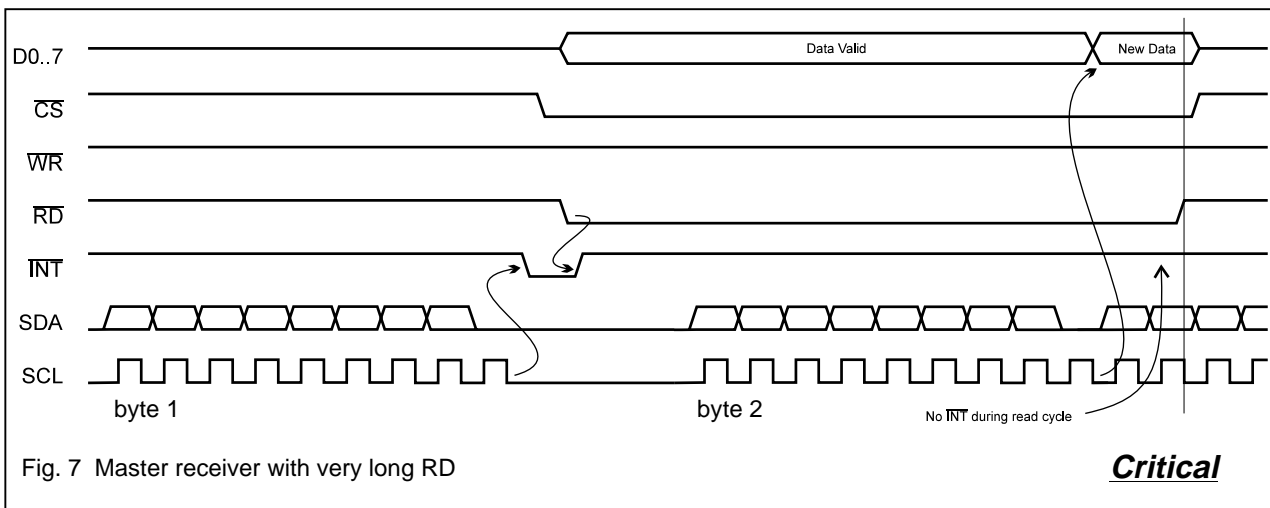 D0..7
Data Valid
New Data
CS
WR
RD
INT
SDA
SCL
byte 1
byte 2
No INT during read cycle
Fig. 7 Master receiver with very long RD
Critical